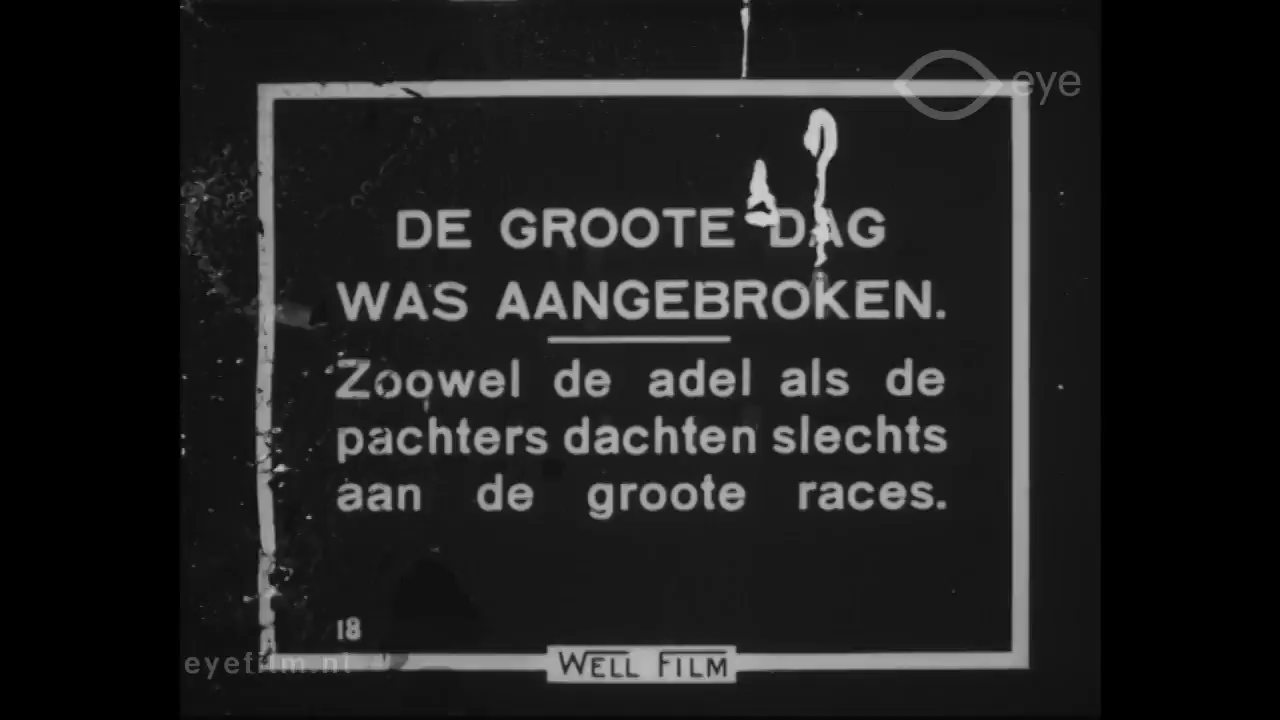 eye
DE GROOTE DAG
WAS AANGEBROKEN.
Zoowel de adel als de
pachters dachten slechts
aan de groote races.
18
WELL FILM
eyefilm.nl